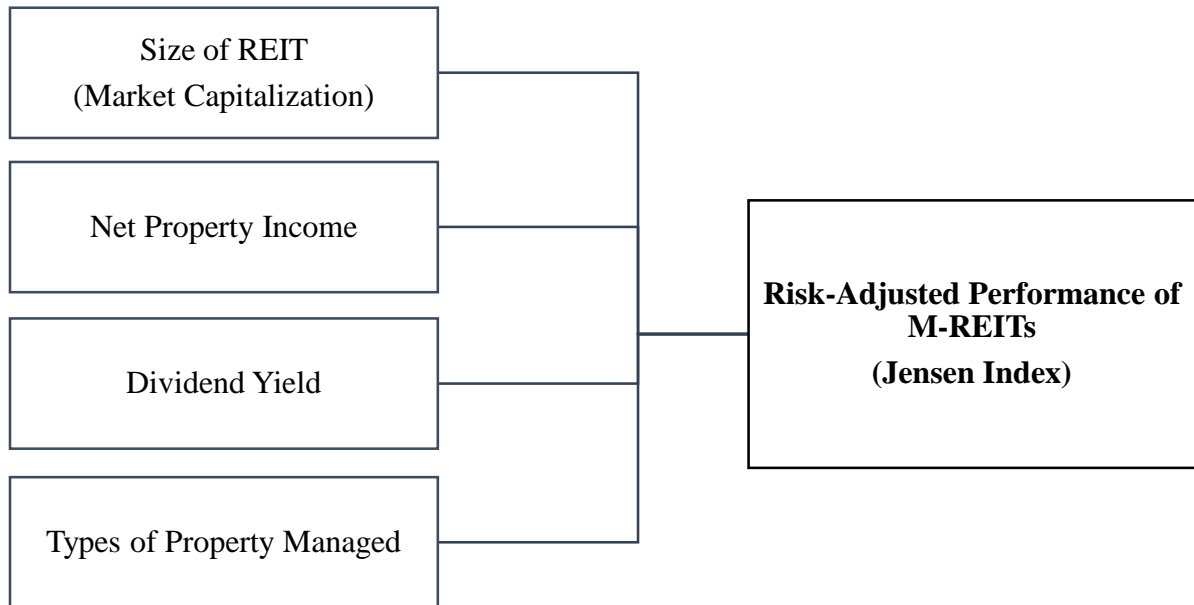 Size of REIT
(Market Capitalization)
Net Property Income
Dividend Yield
Types of Property Managed
Risk-Adjusted Performance of
M-REITs
(Jensen Index)